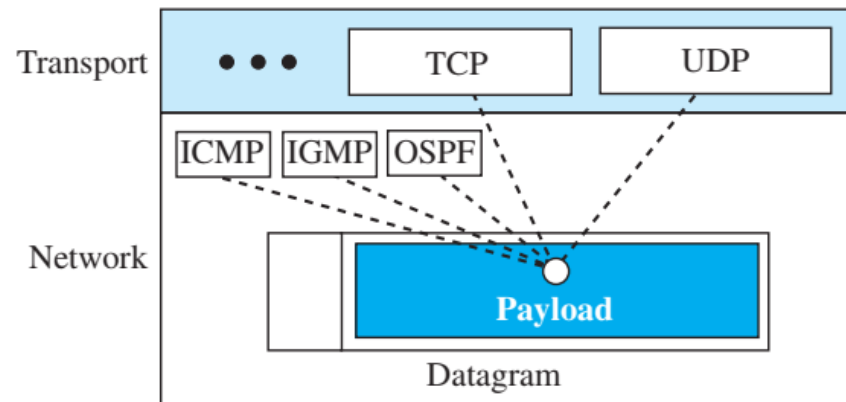 Transport
TCP
UDP
ICMP
IGMP
OSPF
Network
Payload
Datagram